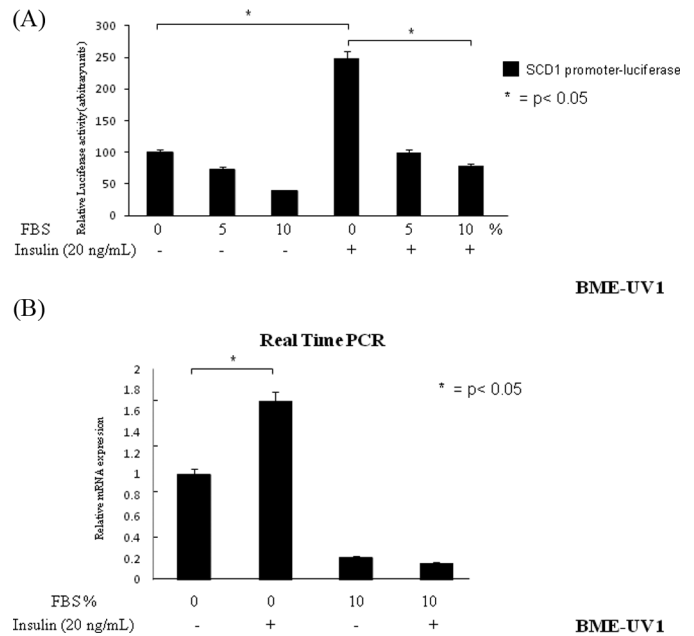 (A)
Relative Luciferase activity (arbitraryunits)
300
250
200
150
100
50
0
*
*
SCD1 promoter-luciferase
* = p< 0.05
FBS 0 5 10 0 5 10 %
Insulin (20 ng/mL) - - - + + +
BME-UV1
(B)
Real Time PCR
Relative mRNA expression
2
1.8
1.6
1.4
1.2
1
0.8
0.6
0.4
0.2
0
*
* = p< 0.05
FBS % 0 0 10 10
Insulin (20 ng/mL) - + - +
BME-UV1